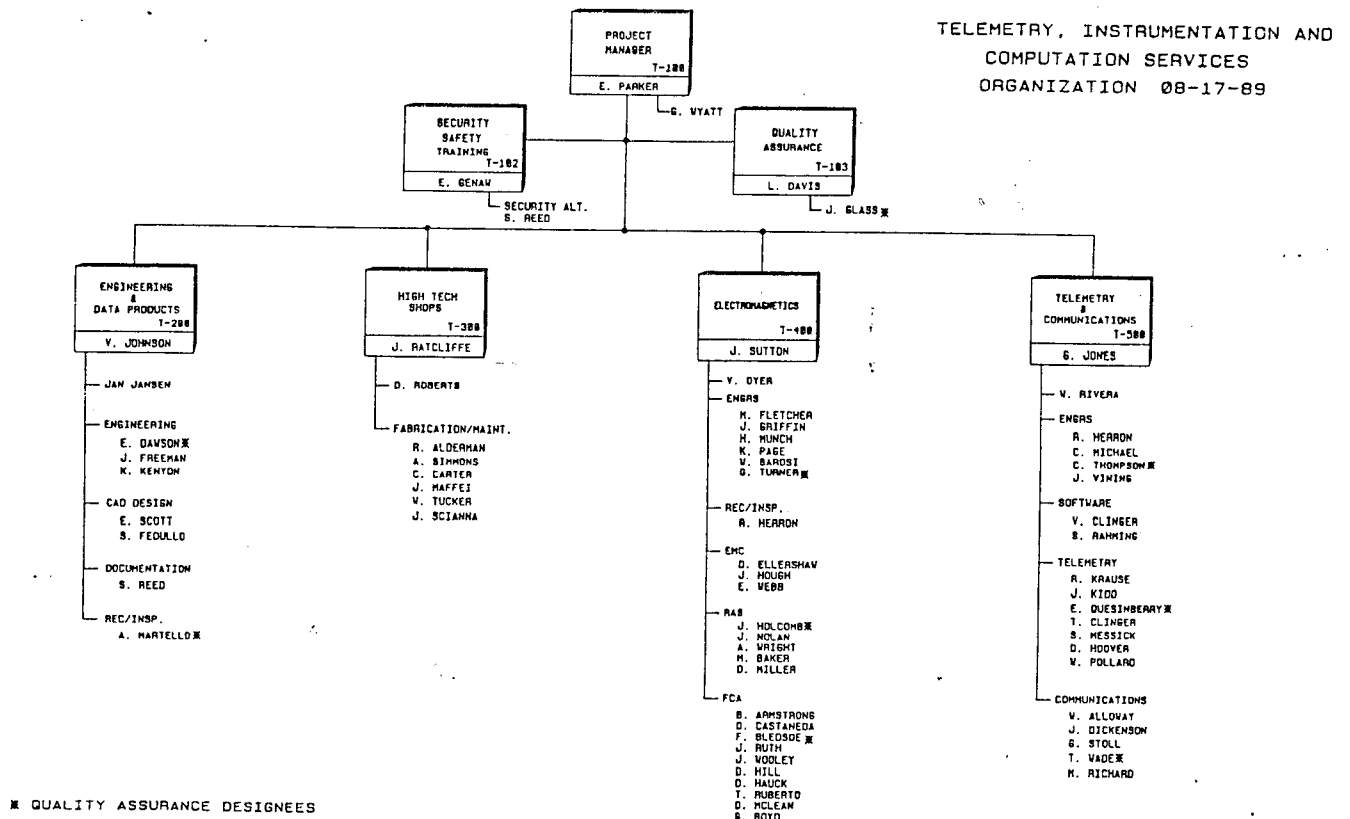 TELEMETRY, INSTRUMENTATION AND
COMPUTATION SERVICES
ORGANIZATION 08-17-89
PROJECT
MANAGER
T-100
E. PARKER
G. WYATT
SECURITY
SAFETY
TRAINING
T-102
E. GENAW
SECURITY ALT.
S. REED
QUALITY
ASSURANCE
T-103
L. DAVIS
J. GLASS*
ENGINEERING
&
DATA PRODUCTS
T-200
V. JOHNSON
JAN JANSEN
ENGINEERING
E. DAWSON*
J. FREEMAN
K. KENYON
CAD DESIGN
E. SCOTT
S. FEDULLO
DOCUMENTATION
S. REED
REC/INSP.
A. MARTELLO*
HIGH TECH
SHOPS
T-300
J. RATCLIFFE
D. ROBERTS
FABRICATION/MAINT.
R. ALDERMAN
A. SIMMONS
C. CARTER
J. MAFFEI
W. TUCKER
J. SCIANNA
ELECTROMAGNETICS
T-400
J. SUTTON
V. DYER
ENGRS
M. FLETCHER
J. GRIFFIN
H. MUNCH
K. PAGE
W. BAROSI
G. TURNER*
REC/INSP.
R. HERRON
EMC
D. ELLERSHAW
J. HOUGH
E. WEBB
RAS
J. HOLCOMB*
J. NOLAN
A. WRIGHT
M. BAKER
D. MILLER
FCA
B. ARMSTRONG
D. CASTANEDA
F. BLEDSOE *
J. RUTH
J. WOOLEY
D. HILL
D. HAUCK
T. RUBERTO
D. MCLEAN
G. BOYD
TELEMETRY
&
COMMUNICATIONS
T-500
G. JONES
W. RIVERA
ENGRS
R. HERRON
C. MICHAEL
C. THOMPSON*
J. VINING
SOFTWARE
V. CLINGER
S. RAHMING
TELEMETRY
R. KRAUSE
J. KIDD
E. QUESINBERRY*
T. CLINGER
S. MESSICK
D. HOOVER
W. POLLARD
COMMUNICATIONS
W. ALLOWAY
J. DICKENSON
G. STOLL
T. WADE*
M. RICHARD
* QUALITY ASSURANCE DESIGNEES